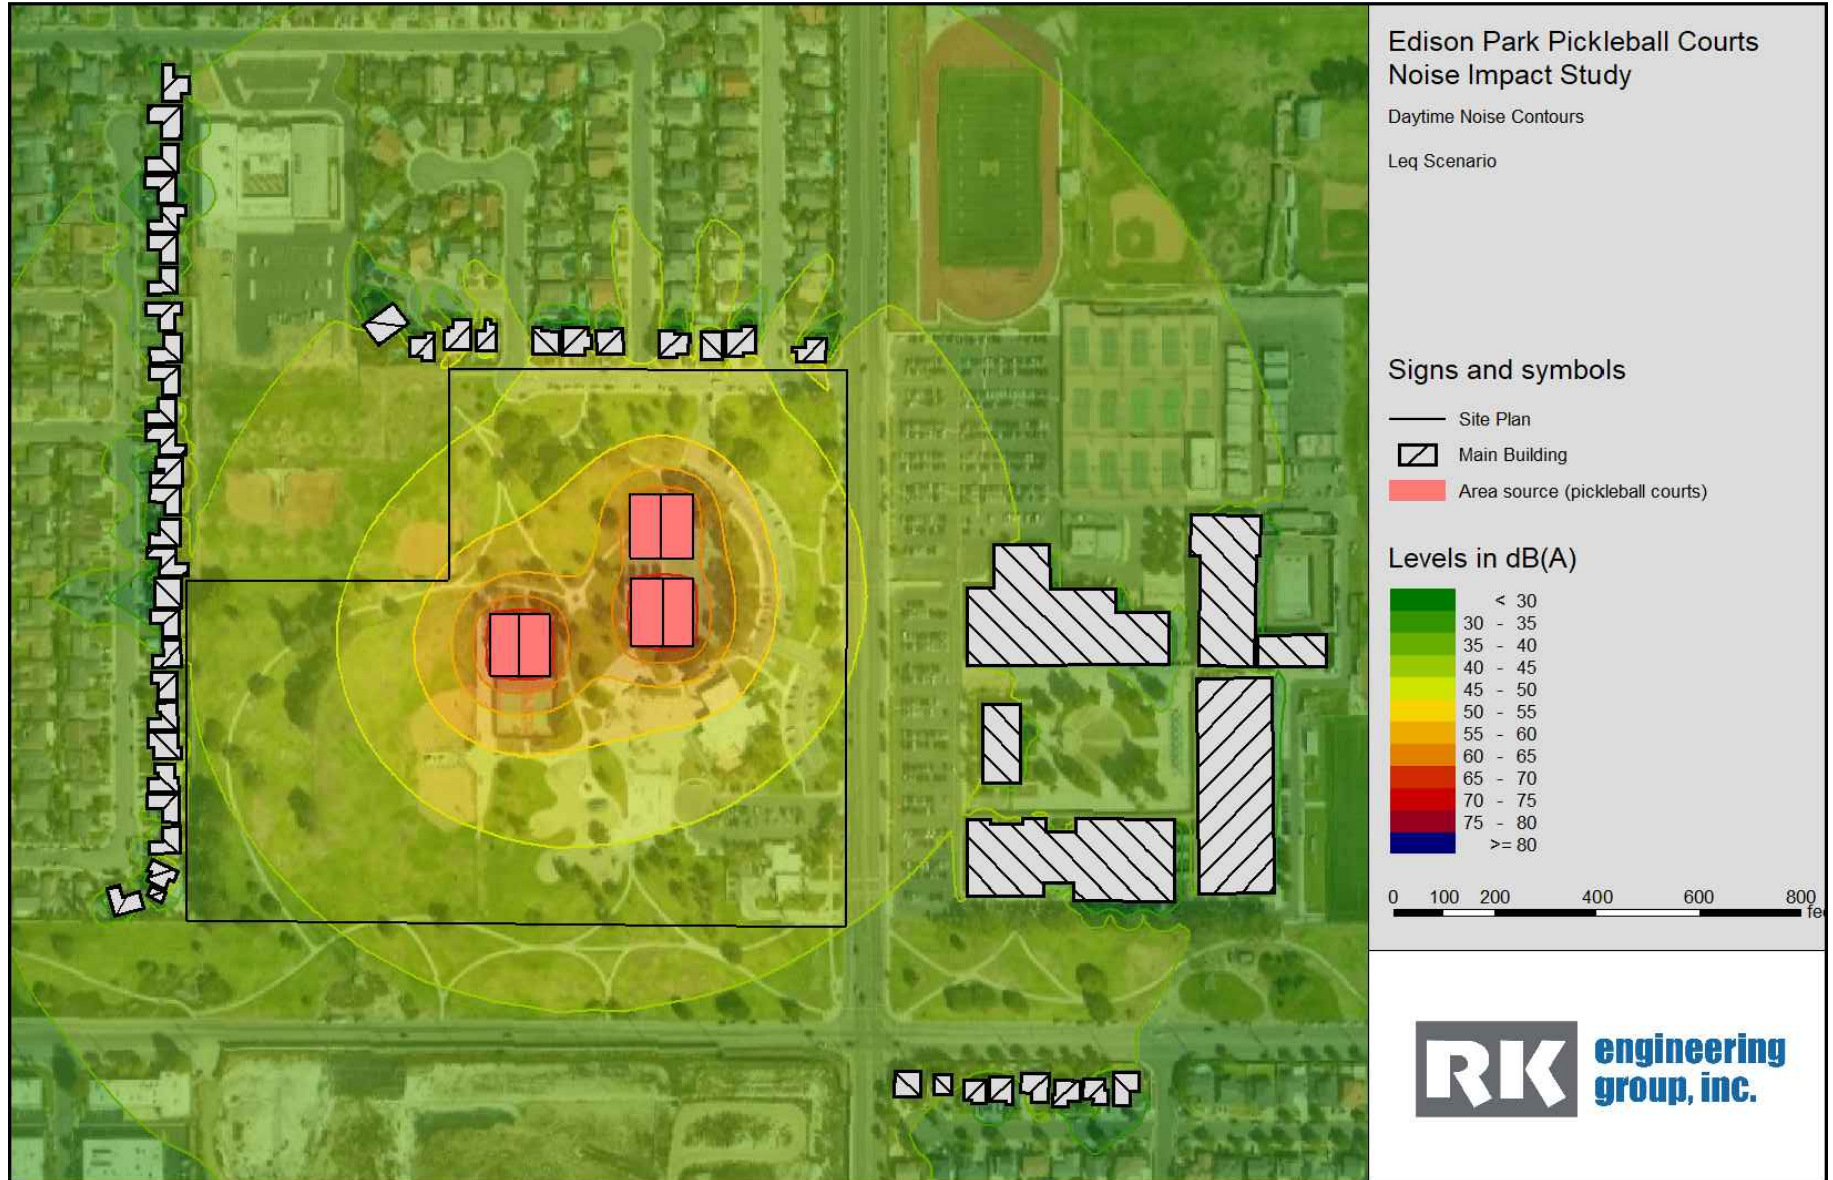 Edison Park Pickleball Courts
Noise Impact Study
Daytime Noise Contours
Leq Scenario
Signs and symbols
Site Plan
Main Building
Area source (pickleball courts)
Levels in dB(A)
< 30
30 - 35
35 - 40
40 - 45
45 - 50
50 - 55
55 - 60
60 - 65
65 - 70
70 - 75
75 - 80
>= 80
0 100 200 400 600 800
fe
RK engineering
group, inc.